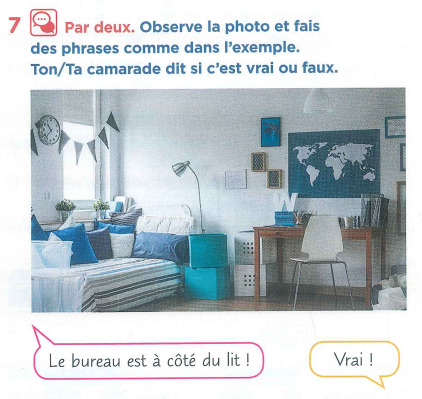 7 Par deux. Observe la photo et fais
des phrases comme dans l'exemple.
Ton/Ta camarade dit si c'est vrai ou faux.
W
Le bureau est à côté du lit !
Vrai !